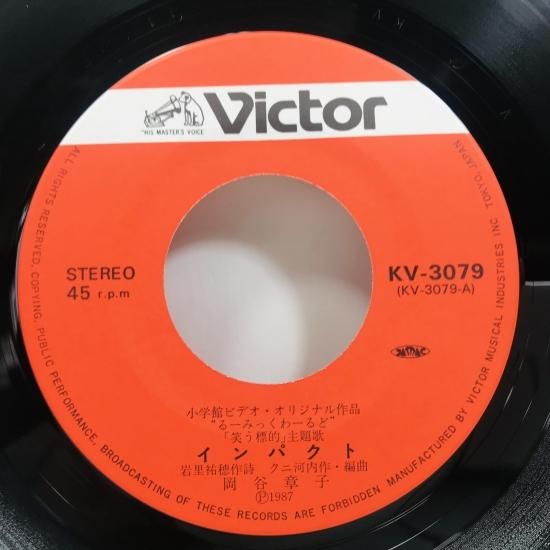 Victor
"HIS MASTER'S VOICE"
STEREO
45 r.p.m
KV-3079
(KV-3079-A)
小学館ビデオ・オリジナル作品
“るーみっくわーるど”
「笑う標的」主題歌
インパクト
岩里祐穂作詩 クニ河内作・編曲
岡谷章子
Ⓟ1987
ALL RIGHTS RESERVED. COPYING, PUBLIC PERFORMANCE, BROADCASTING OF THESE RECORDS ARE FORBIDDEN MANUFACTURED BY VICTOR MUSICAL INDUSTRIES INC TOKYO, JAPAN